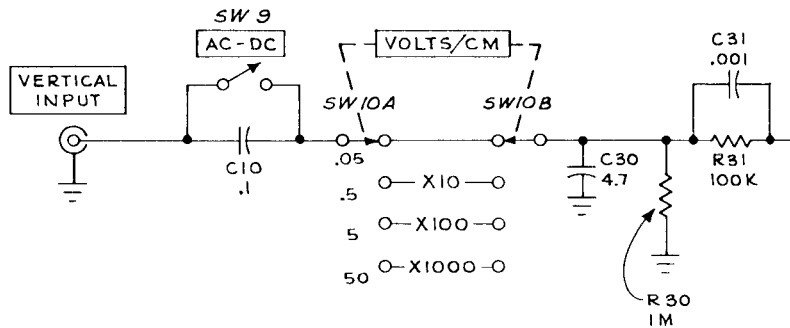 SW 9
AC-DC
VOLTS/CM
C31
.001
VERTICAL
INPUT
SW10A
SW10B
C10
.1
.05
C30
4.7
R31
100K
.5
X10
5
X100
50
X1000
R30
1M